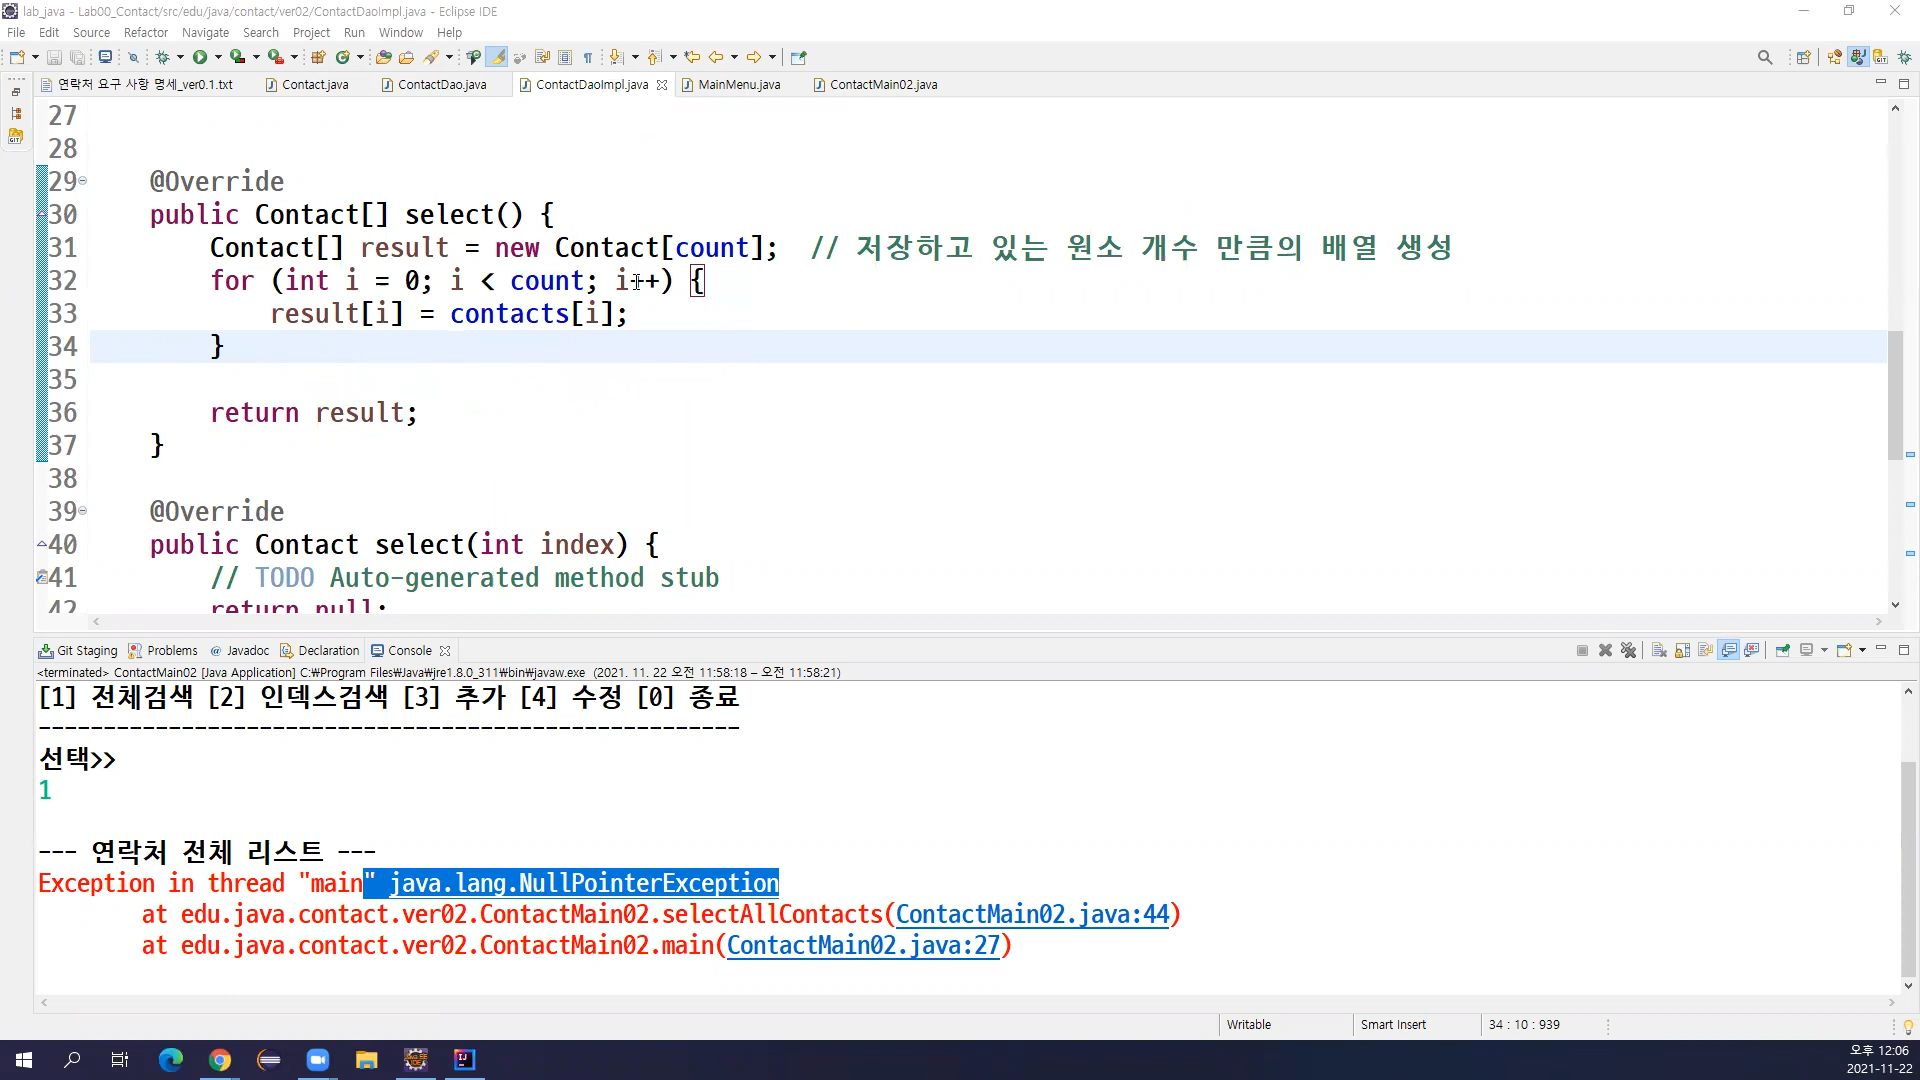 lab_java - Lab00_Contact/src/edu/java/contact/ver02/ContactDaoImpl.java - Eclipse IDE
File Edit Source Refactor Navigate Search Project Run Window Help
연락처 요구 사항 명세_ver0.1.txt Contact.java ContactDao.java ContactDaoImpl.java MainMenu.java ContactMain02.java
27
28
29 @Override
30 public Contact[] select() {
31 Contact[] result = new Contact[count]; // 저장하고 있는 원소 개수 만큼의 배열 생성
32 for (int i = 0; i < count; i++) {
33 result[i] = contacts[i];
34 }
35
36 return result;
37 }
38
39 @Override
40 public Contact select(int index) {
41 // TODO Auto-generated method stub
42 return null;
Git Staging Problems @ Javadoc Declaration Console
<terminated> ContactMain02 [Java Application] C:₩Program Files₩Java₩jre1.8.0_311₩bin₩javaw.exe (2021. 11. 22 오전 11:58:18 – 오전 11:58:21)
[1] 전체검색 [2] 인덱스검색 [3] 추가 [4] 수정 [0] 종료
------------------------------------------------------
선택>>
1
--- 연락처 전체 리스트 ---
Exception in thread "main" java.lang.NullPointerException
at edu.java.contact.ver02.ContactMain02.selectAllContacts(ContactMain02.java:44)
at edu.java.contact.ver02.ContactMain02.main(ContactMain02.java:27)
Writable Smart Insert 34 : 10 : 939
오후 12:06
2021-11-22